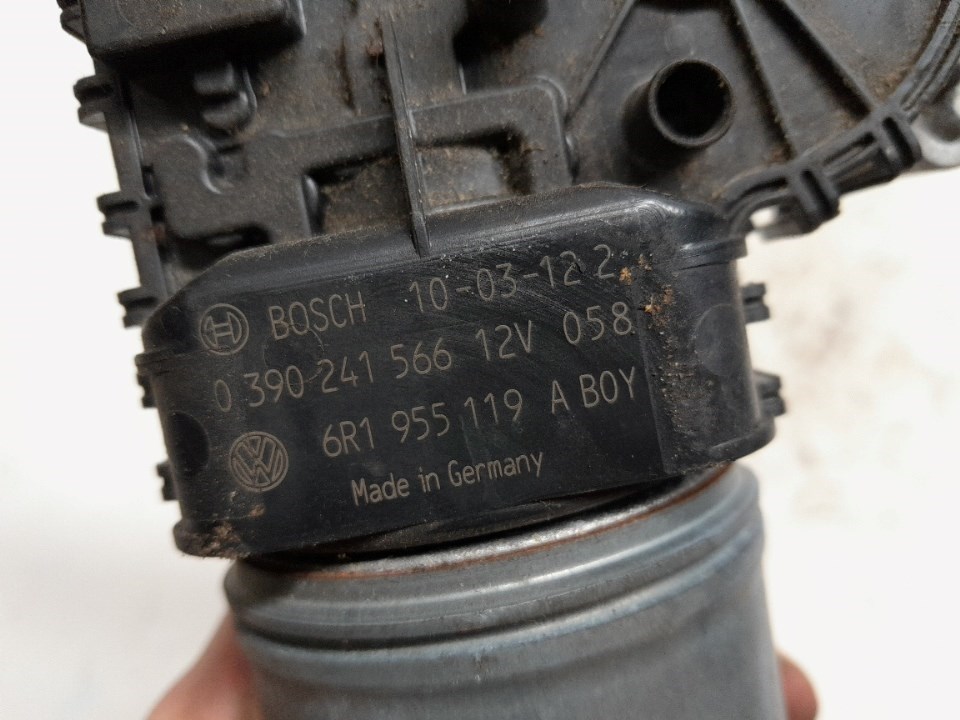 BOSCH 10-03-12 2
0 390 241 566 12V 058
6R1 955 119 A BOY
Made in Germany